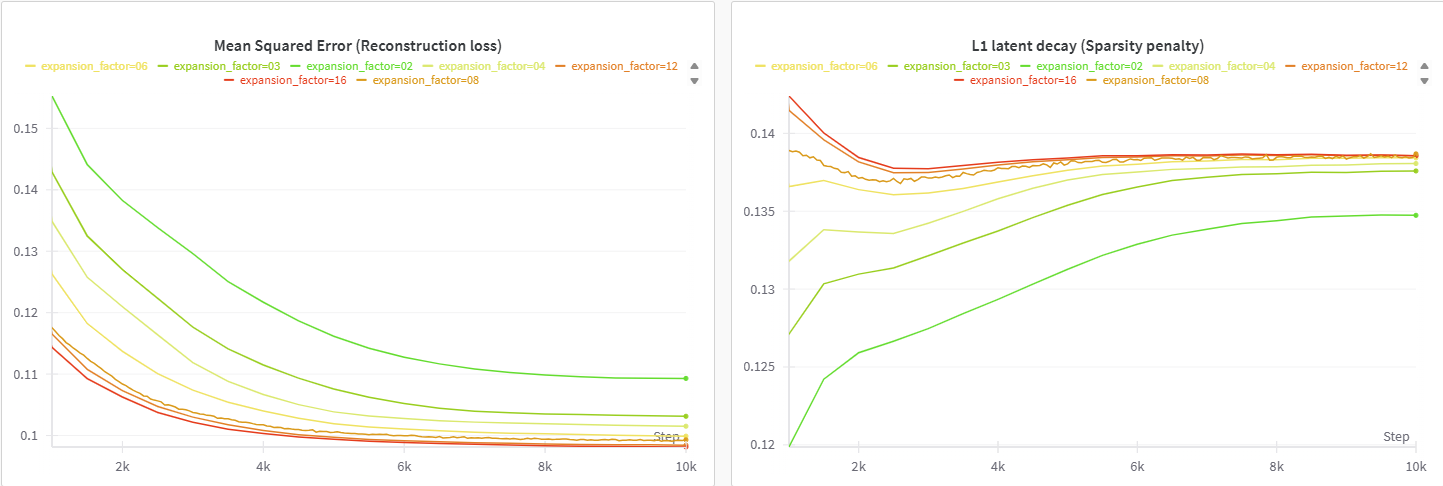 Mean Squared Error (Reconstruction loss)
expansion_factor=06 expansion_factor=03 expansion_factor=02 expansion_factor=04 expansion_factor=12
expansion_factor=16 expansion_factor=08
0.15
0.14
0.13
0.12
0.11
0.1
Step
2k 4k 6k 8k 10k
L1 latent decay (Sparsity penalty)
expansion_factor=06 expansion_factor=03 expansion_factor=02 expansion_factor=04 expansion_factor=12
expansion_factor=16 expansion_factor=08
0.14
0.135
0.13
0.125
0.12
Step
2k 4k 6k 8k 10k